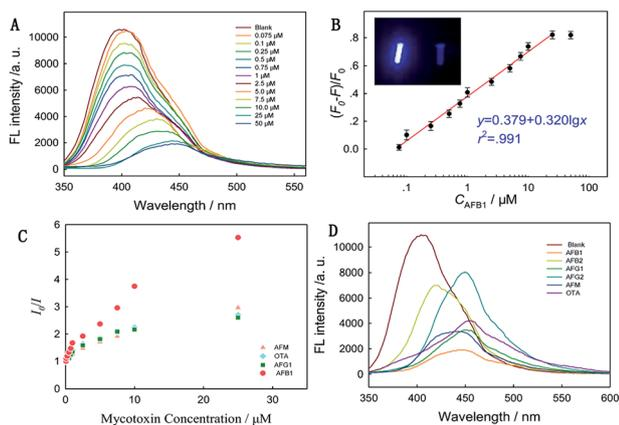 A
FL intensity /a. u.
10000
8000
6000
4000
2000
0
350 400 450 500 550
Wavelength / nm
Blank
0.075 μM
0.1 μM
0.25 μM
0.5 μM
0.75 μM
1 μM
2.5 μM
5.0 μM
7.5 μM
10.0 μM
25 μM
50 μM
B
(F0-F)/F0
.8
.6
.4
.2
0.0
.1 1 10 100
CAFB1 / μM
y=0.379+0.320lgx
r2=.991
C
I0/I
6
5
4
3
2
1
0
0 10 20 30
Mycotoxin Concentration / μM
AFM
OTA
AFG1
AFB1
D
FL intensity /a. u.
10000
8000
6000
4000
2000
0
350 400 450 500 550 600
Wavelength / nm
Blank
AFB1
AFB2
AFG1
AFG2
AFM
OTA